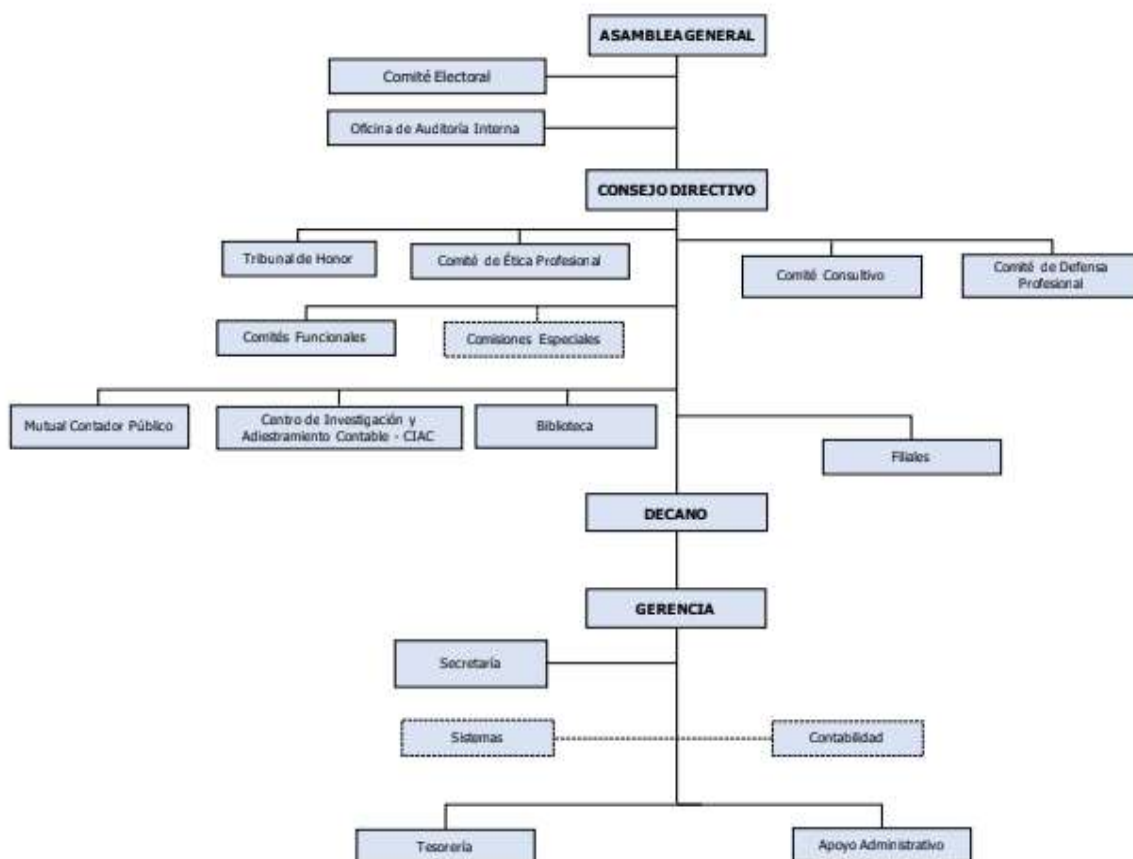 ASAMBLEA GENERAL
Comité Electoral
Oficina de Auditoría Interna
CONSEJO DIRECTIVO
Tribunal de Honor
Comité de Ética Profesional
Comité Consultivo
Comité de Defensa
Profesional
Comités Funcionales
Comisiones Especiales
Mutual Contador Público
Centro de Investigación y
Adiestramiento Contable - CIAC
Biblioteca
Filiales
DECANO
GERENCIA
Secretaría
Sistemas
Contabilidad
Tesorería
Apoyo Administrativo